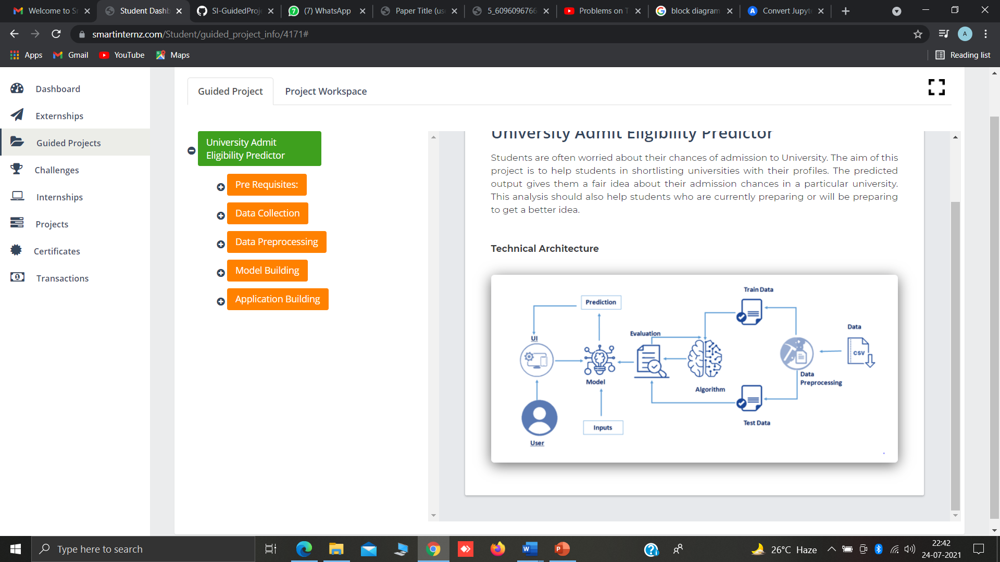 Welcome to Sr
Student Dashb
SI-GuidedProje
(7) WhatsApp
Paper Title (us
5_6096096766
Problems on T
block diagram
Convert Jupyte
smartinternz.com/Student/guided_project_info/4171#
A
Apps
Gmail
YouTube
Maps
Reading list
Dashboard
Externships
Guided Projects
Challenges
Internships
Projects
Certificates
Transactions
Guided Project
Project Workspace
University Admit
Eligibility Predictor
Pre Requisites:
Data Collection
Data Preprocessing
Model Building
Application Building
University Admit Eligibility Predictor
Students are often worried about their chances of admission to University. The aim of this
project is to help students in shortlisting universities with their profiles. The predicted
output gives them a fair idea about their admission chances in a particular university.
This analysis should also help students who are currently preparing or will be preparing
to get a better idea.
Technical Architecture
Train Data
Prediction
Data
Evaluation
UI
CSV
Data
Preprocessing
Model
Algorithm
Test Data
Inputs
User
Type here to search
26°C Haze
22:42
24-07-2021